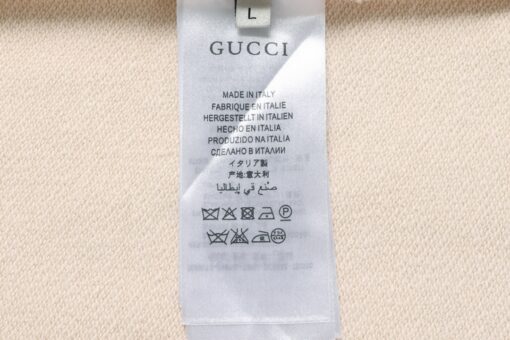 L
GUCCI
MADE IN ITALY
FABRIQUE EN ITALIE
HERGESTELLT IN ITALIEN
HECHO EN ITALIA
PRODUZIDO NA ITALIA
СДЕЛАНО В ИТАЛИИ
イタリア製
产地:意大利
صنع في إيطاليا
P